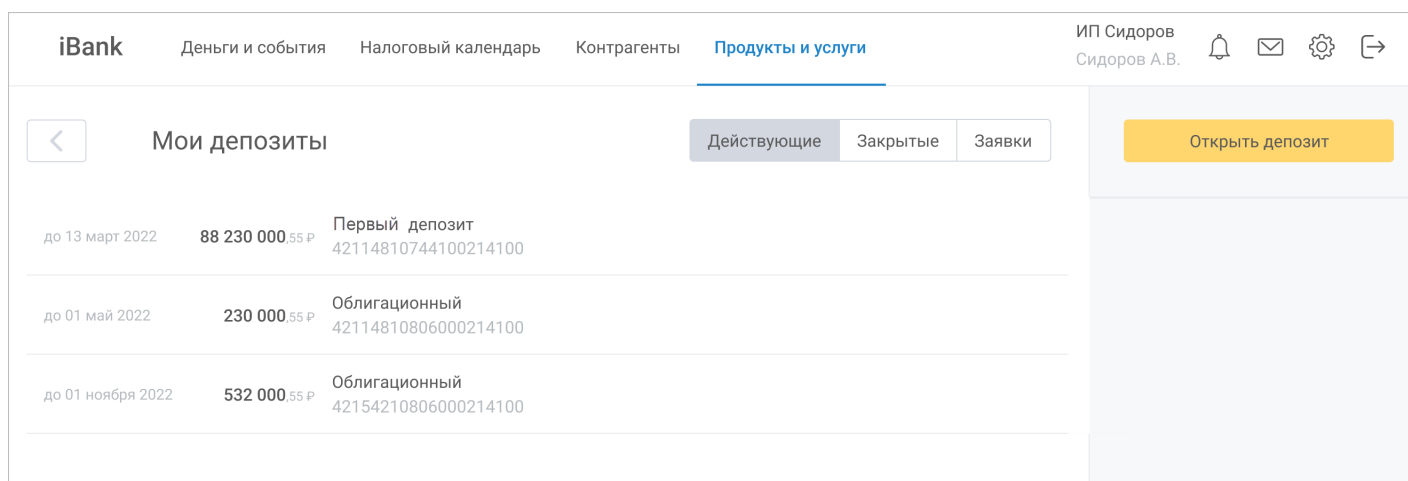 iBank Деньги и события Налоговый календарь Контрагенты Продукты и услуги ИП Сидоров
Сидоров А.В.
Мои депозиты Действующие Закрытые Заявки Открыть депозит
до 13 март 2022 88 230 000,55 ₽ Первый депозит
42114810744100214100
до 01 май 2022 230 000,55 ₽ Облигационный
42114810806000214100
до 01 ноября 2022 532 000,55 ₽ Облигационный
42154210806000214100